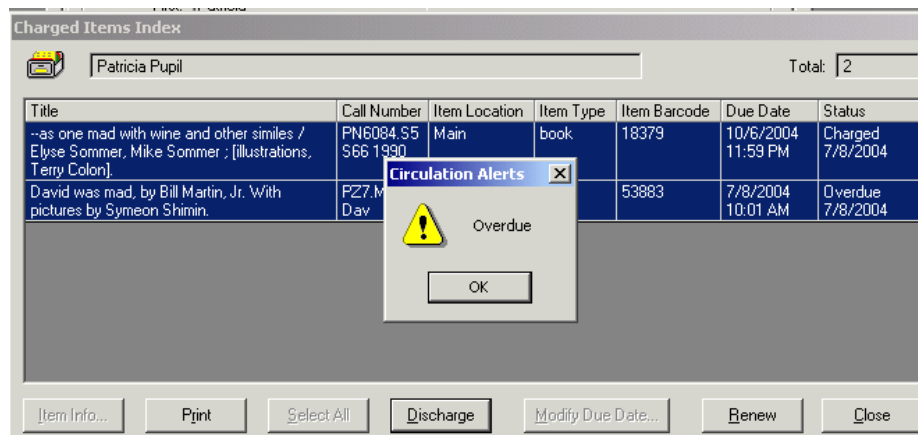 Charged Items Index
Patricia Pupil
Total: 2
Title Call Number Item Location Item Type Item Barcode Due Date Status
--as one mad with wine and other similes / PN6084.S5 Main book 18379 10/6/2004 Charged
Elyse Sommer, Mike Sommer ; [illustrations, S66 1990 11:59 PM 7/8/2004
Terry Colon].
Circulation Alerts
David was mad, by Bill Martin, Jr. With PZ7.M 53883 7/8/2004 Overdue
pictures by Symeon Shimin. Dav 10:01 AM 7/8/2004
Overdue
OK
Item Info... Print Select All Discharge Modify Due Date... Renew Close